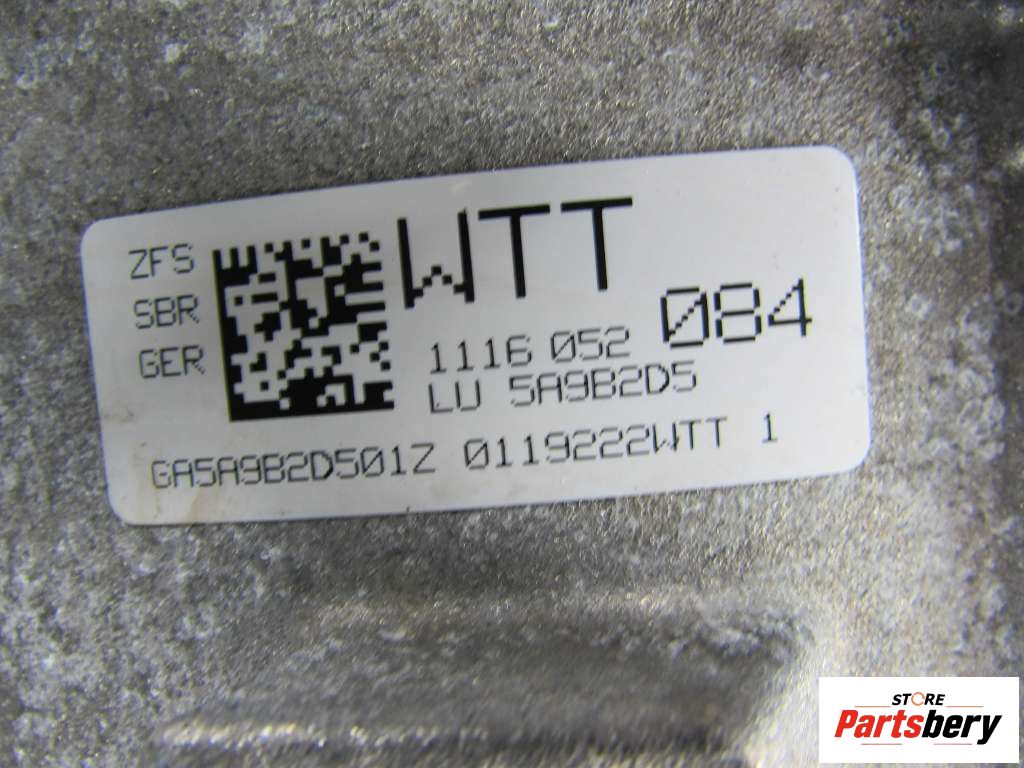 ZFS
SBR
GER
WTT
084
1116 052
LU 5A9B2D5
GA5A9B2D501Z 0119222WTT 1
STORE
Partsbery